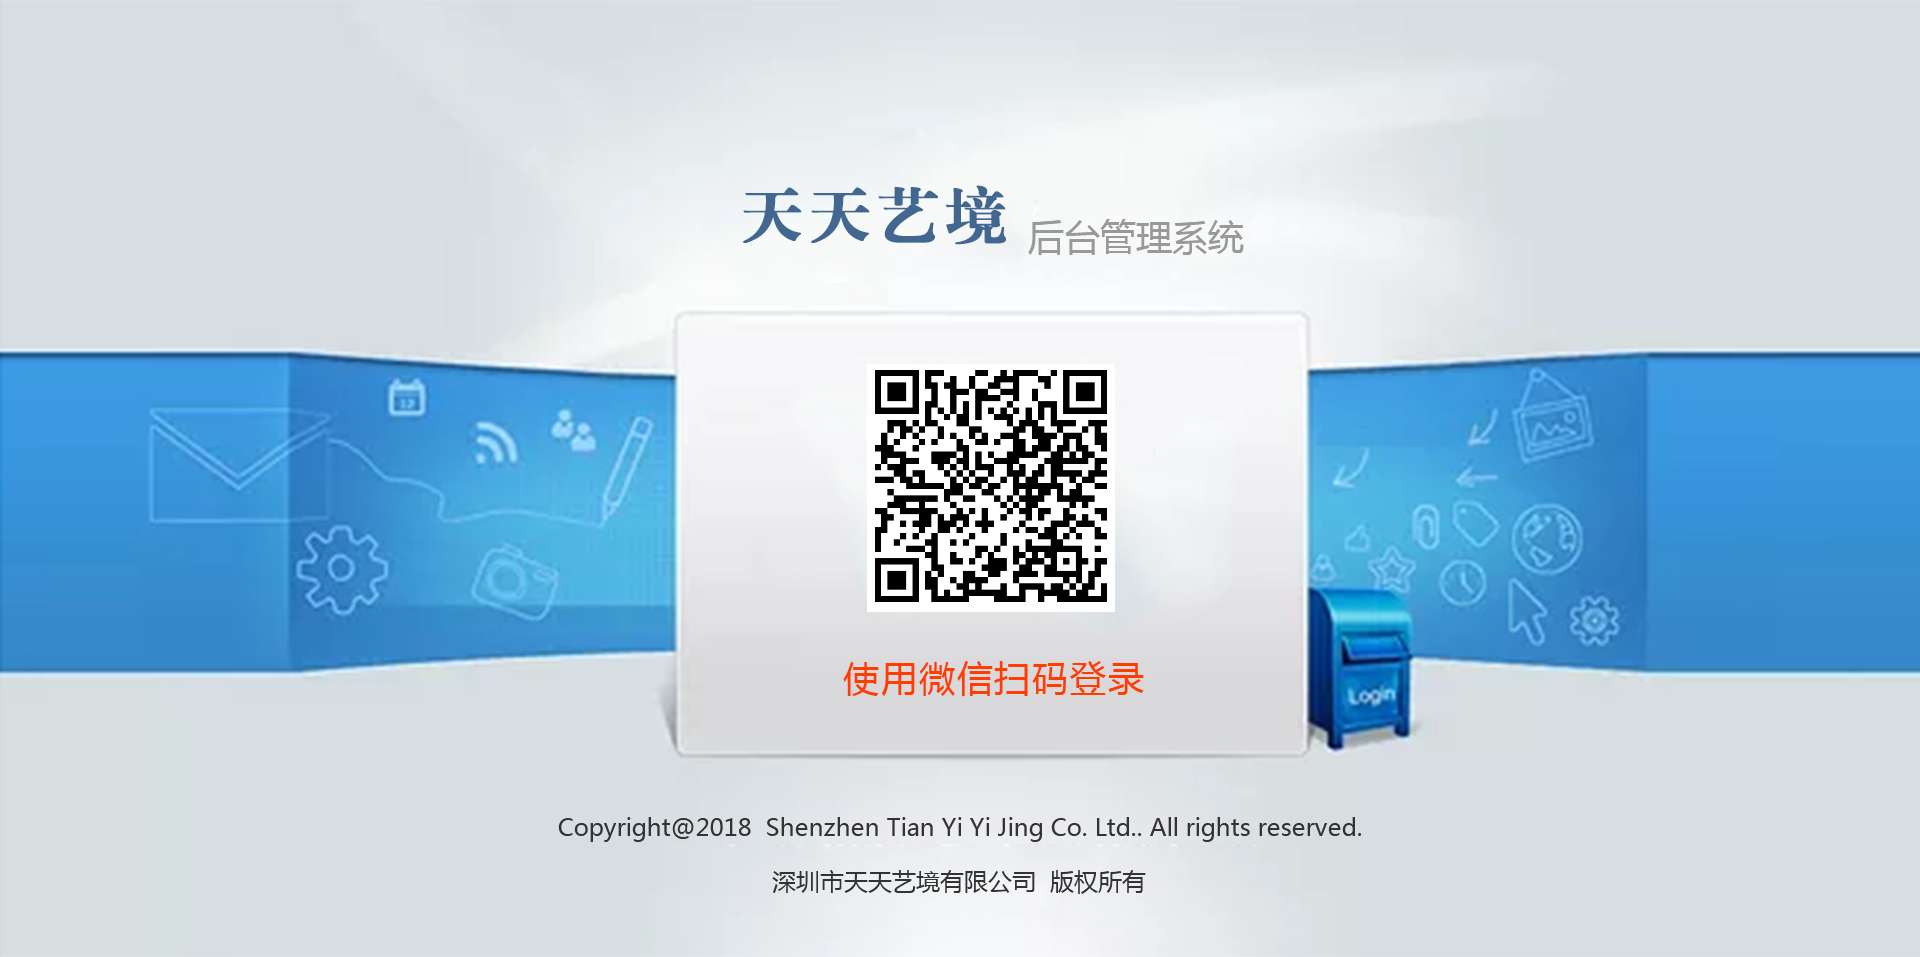 天天艺境 后台管理系统
12
使用微信扫码登录
Login
Copyright@2018  Shenzhen Tian Yi Yi Jing Co. Ltd.. All rights reserved.
深圳市天天艺境有限公司  版权所有